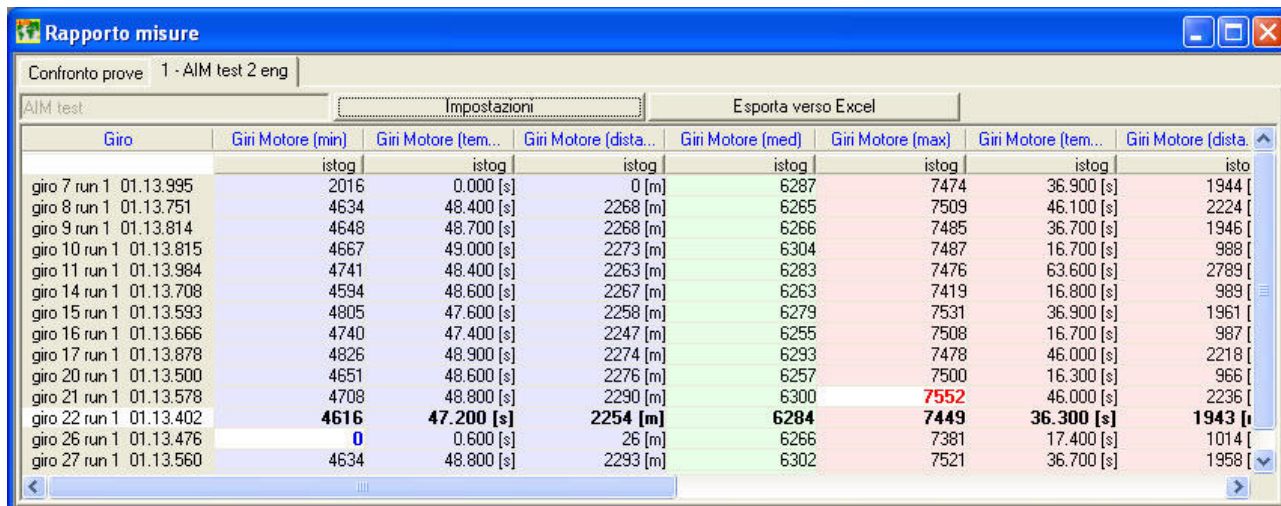 Rapporto misure
Confronto prove 1 - AIM test 2 eng
AIM test Impostazioni Esporta verso Excel
Giro Giri Motore (min) Giri Motore (tem... Giri Motore (dista... Giri Motore (med) Giri Motore (max) Giri Motore (tem... Giri Motore (dista.
istog istog istog istog istog istog isto
giro 7 run 1 01.13.995 2016 0.000 [s] 0 [m] 6287 7474 36.900 [s] 1944 [
giro 8 run 1 01.13.751 4634 48.400 [s] 2268 [m] 6265 7509 46.100 [s] 2224 [
giro 9 run 1 01.13.814 4648 48.700 [s] 2268 [m] 6266 7485 36.700 [s] 1946 [
giro 10 run 1 01.13.815 4667 49.000 [s] 2273 [m] 6304 7487 16.700 [s] 988 [
giro 11 run 1 01.13.984 4741 48.400 [s] 2263 [m] 6283 7476 63.600 [s] 2789 [
giro 14 run 1 01.13.708 4594 48.600 [s] 2267 [m] 6263 7419 16.800 [s] 989 [
giro 15 run 1 01.13.593 4805 47.600 [s] 2258 [m] 6279 7531 36.900 [s] 1961 [
giro 16 run 1 01.13.666 4740 47.400 [s] 2247 [m] 6255 7508 16.700 [s] 987 [
giro 17 run 1 01.13.878 4826 48.900 [s] 2274 [m] 6293 7478 46.000 [s] 2218 [
giro 20 run 1 01.13.500 4651 48.600 [s] 2276 [m] 6257 7500 16.300 [s] 966 [
giro 21 run 1 01.13.578 4708 48.800 [s] 2290 [m] 6300 7552 46.000 [s] 2236 [
giro 22 run 1 01.13.402 4616 47.200 [s] 2254 [m] 6284 7449 36.300 [s] 1943 [
giro 26 run 1 01.13.476 0 0.600 [s] 26 [m] 6266 7381 17.400 [s] 1014 [
giro 27 run 1 01.13.560 4634 48.800 [s] 2293 [m] 6302 7521 36.700 [s] 1958 [